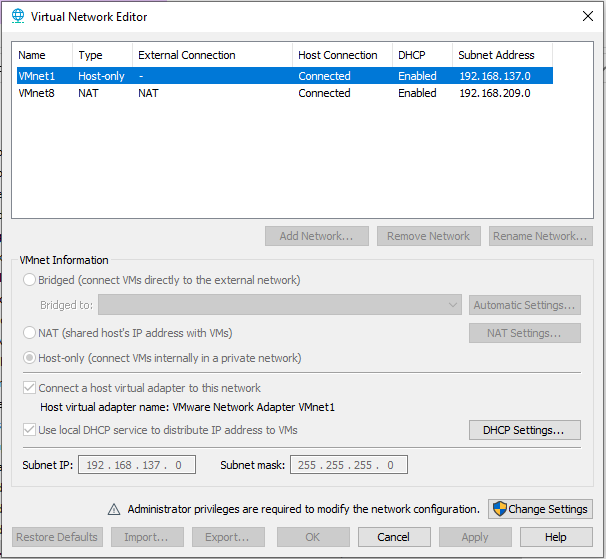 Virtual Network Editor
Name Type External Connection Host Connection DHCP Subnet Address
VMnet1 Host-only - Connected Enabled 192.168.137.0
VMnet8 NAT NAT Connected Enabled 192.168.209.0
Add Network... Remove Network Rename Network...
VMnet Information
Bridged (connect VMs directly to the external network)
Bridged to: Automatic Settings...
NAT (shared host's IP address with VMs) NAT Settings...
Host-only (connect VMs internally in a private network)
Connect a host virtual adapter to this network
Host virtual adapter name: VMware Network Adapter VMnet1
Use local DHCP service to distribute IP address to VMs DHCP Settings...
Subnet IP: 192 . 168 . 137 . 0 Subnet mask: 255 . 255 . 255 . 0
Administrator privileges are required to modify the network configuration. Change Settings
Restore Defaults Import... Export... OK Cancel Apply Help